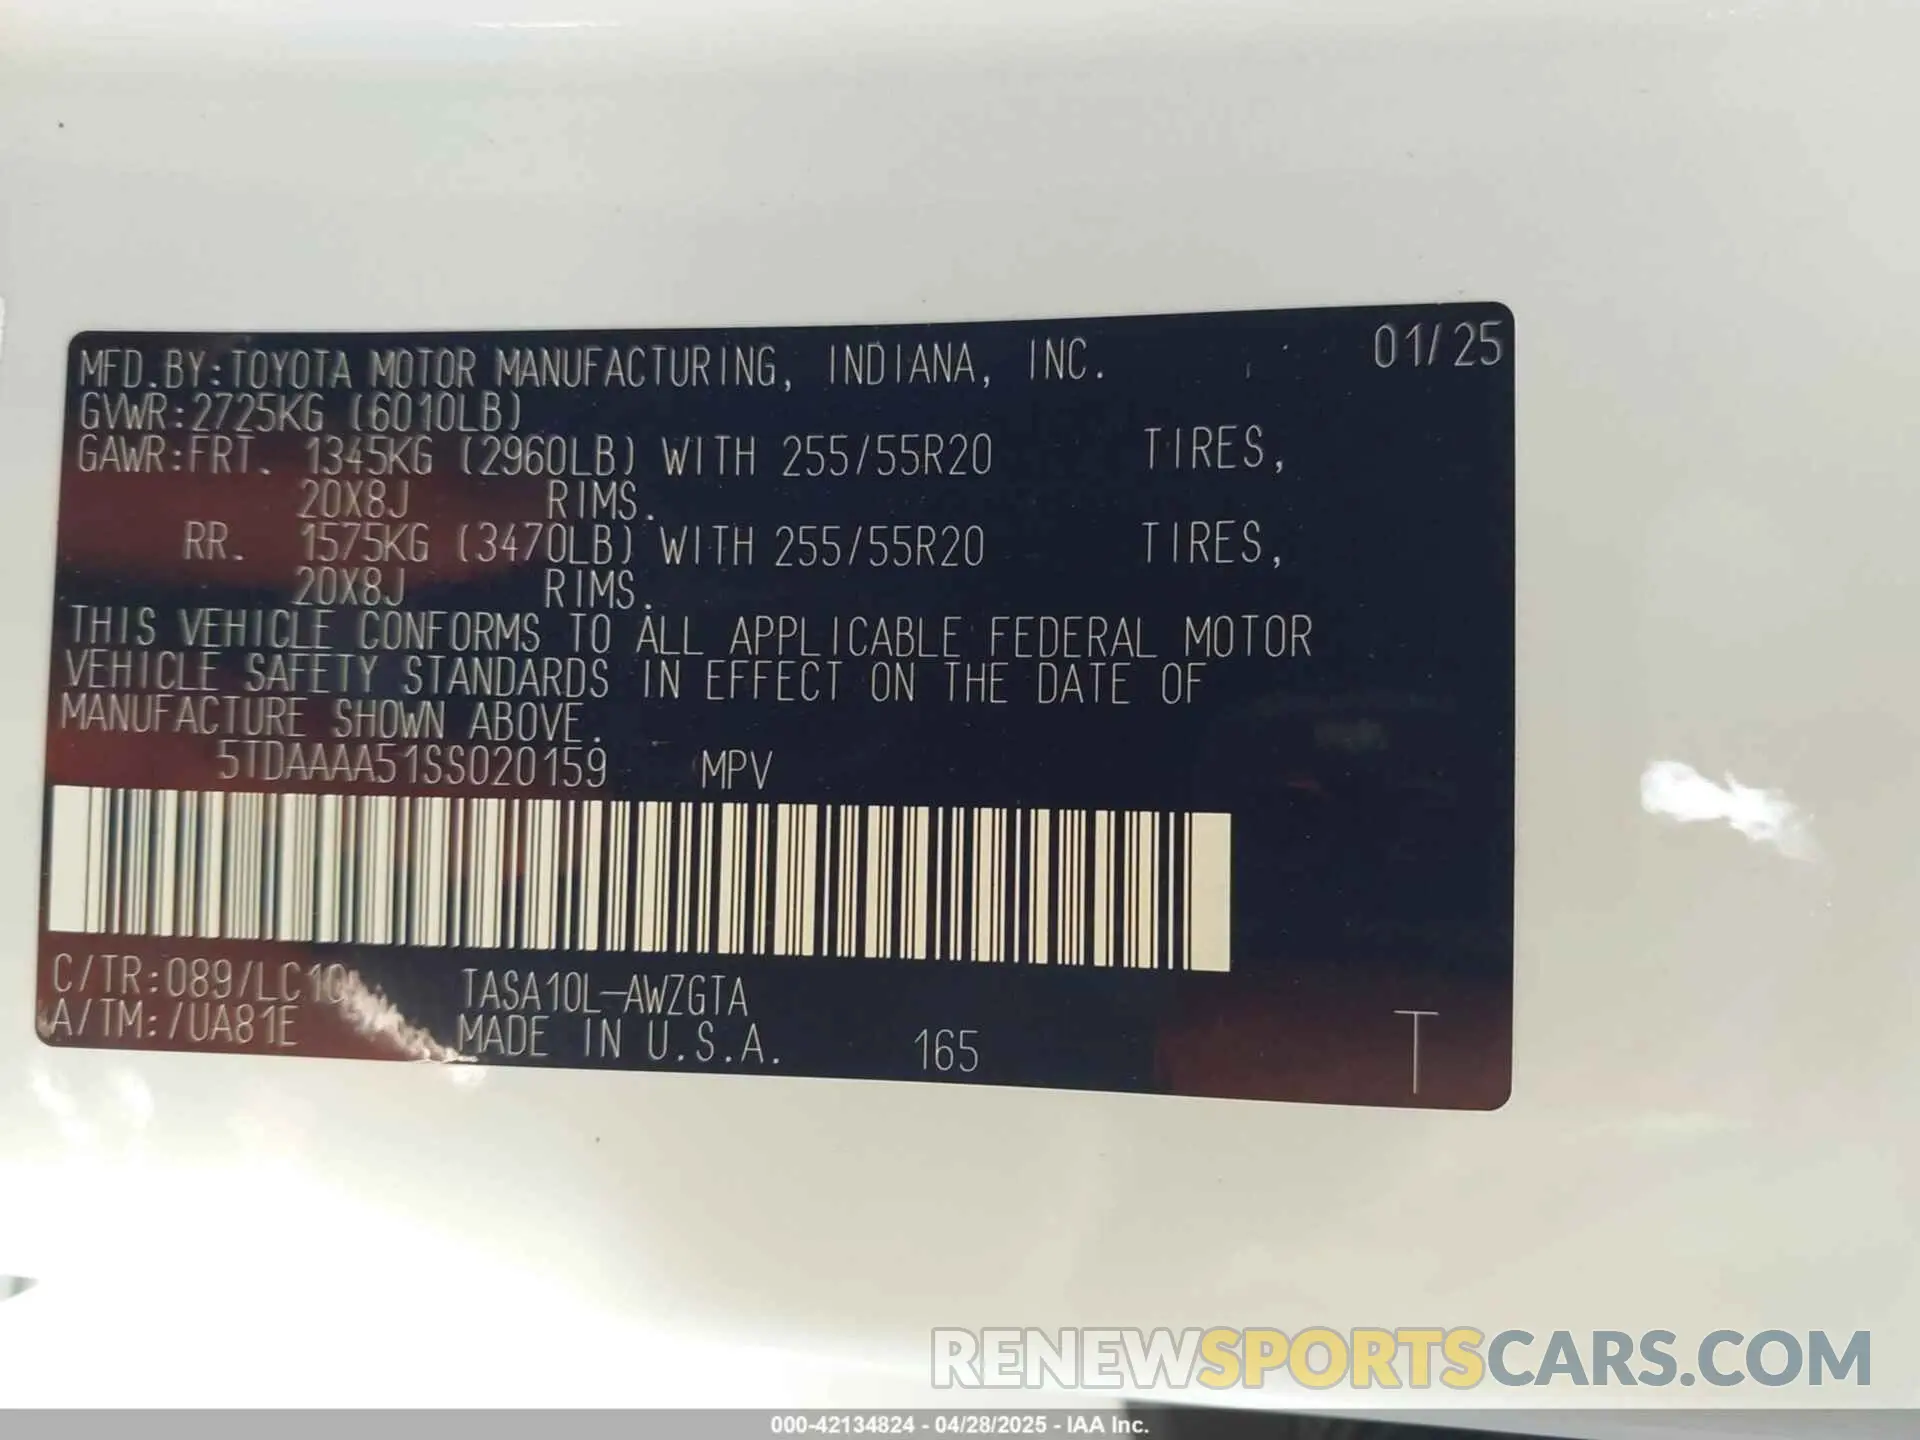 MFD.BY:TOYOTA MOTOR MANUFACTURING, INDIANA, INC. 01/25
GVWR:2725KG (6010LB)
GAWR:FRT. 1345KG (2960LB) WITH 255/55R20 TIRES,
20X8J RIMS.
RR. 1575KG (3470LB) WITH 255/55R20 TIRES,
20X8J RIMS.
THIS VEHICLE CONFORMS TO ALL APPLICABLE FEDERAL MOTOR
VEHICLE SAFETY STANDARDS IN EFFECT ON THE DATE OF
MANUFACTURE SHOWN ABOVE.
5TDAAAA51SS020159 MPV
C/TR:089/LC10 TASA10L-AWZGTA
A/TM:/UA81E MADE IN U.S.A. 165 T
RENEWSPORTSCARS.COM
000-42134824 - 04/28/2025 - IAA Inc.